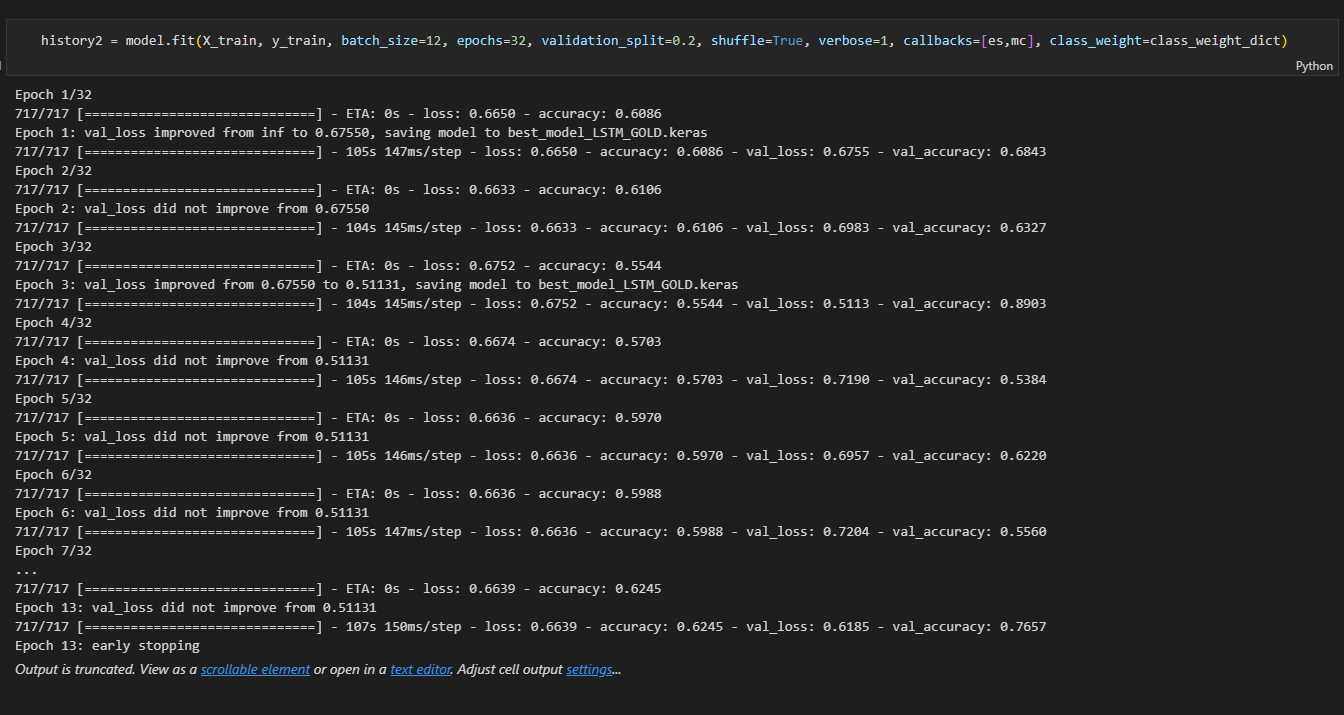 history2 = model.fit(X_train, y_train, batch_size=12, epochs=32, validation_split=0.2, shuffle=True, verbose=1, callbacks=[es,mc], class_weight=class_weight_dict)
Python
Epoch 1/32
717/717 [==============================] - ETA: 0s - loss: 0.6650 - accuracy: 0.6086
Epoch 1: val_loss improved from inf to 0.67550, saving model to best_model_LSTM_GOLD.keras
717/717 [==============================] - 105s 147ms/step - loss: 0.6650 - accuracy: 0.6086 - val_loss: 0.6755 - val_accuracy: 0.6843
Epoch 2/32
717/717 [==============================] - ETA: 0s - loss: 0.6633 - accuracy: 0.6106
Epoch 2: val_loss did not improve from 0.67550
717/717 [==============================] - 104s 145ms/step - loss: 0.6633 - accuracy: 0.6106 - val_loss: 0.6983 - val_accuracy: 0.6327
Epoch 3/32
717/717 [==============================] - ETA: 0s - loss: 0.6752 - accuracy: 0.5544
Epoch 3: val_loss improved from 0.67550 to 0.51131, saving model to best_model_LSTM_GOLD.keras
717/717 [==============================] - 104s 145ms/step - loss: 0.6752 - accuracy: 0.5544 - val_loss: 0.5113 - val_accuracy: 0.8903
Epoch 4/32
717/717 [==============================] - ETA: 0s - loss: 0.6674 - accuracy: 0.5703
Epoch 4: val_loss did not improve from 0.51131
717/717 [==============================] - 105s 146ms/step - loss: 0.6674 - accuracy: 0.5703 - val_loss: 0.7190 - val_accuracy: 0.5384
Epoch 5/32
717/717 [==============================] - ETA: 0s - loss: 0.6636 - accuracy: 0.5970
Epoch 5: val_loss did not improve from 0.51131
717/717 [==============================] - 105s 146ms/step - loss: 0.6636 - accuracy: 0.5970 - val_loss: 0.6957 - val_accuracy: 0.6220
Epoch 6/32
717/717 [==============================] - ETA: 0s - loss: 0.6636 - accuracy: 0.5988
Epoch 6: val_loss did not improve from 0.51131
717/717 [==============================] - 105s 147ms/step - loss: 0.6636 - accuracy: 0.5988 - val_loss: 0.7204 - val_accuracy: 0.5560
Epoch 7/32
...
717/717 [==============================] - ETA: 0s - loss: 0.6639 - accuracy: 0.6245
Epoch 13: val_loss did not improve from 0.51131
717/717 [==============================] - 107s 150ms/step - loss: 0.6639 - accuracy: 0.6245 - val_loss: 0.6185 - val_accuracy: 0.7657
Epoch 13: early stopping
Output is truncated. View as a scrollable element or open in a text editor. Adjust cell output settings...